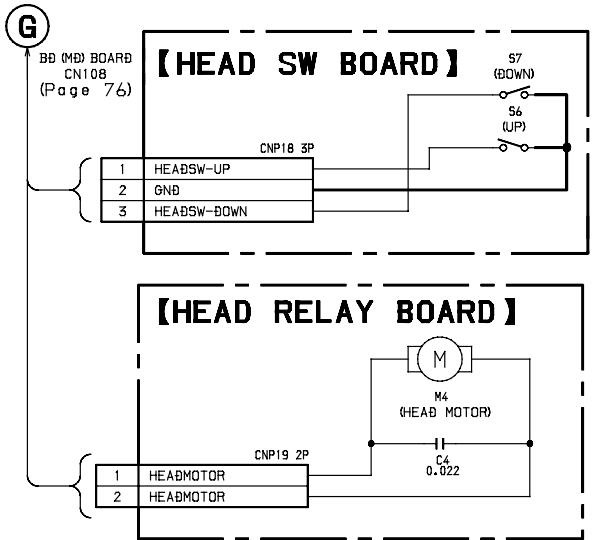 G
BD (MD) BOARD
CN108
(Page 76)
【HEAD SW BOARD】
S7
(DOWN)
S6
(UP)
CNP18 3P
1 HEADSW-UP
2 GND
3 HEADSW-DOWN
【HEAD RELAY BOARD】
M
M4
(HEAD MOTOR)
C4
0.022
CNP19 2P
1 HEADMOTOR
2 HEADMOTOR